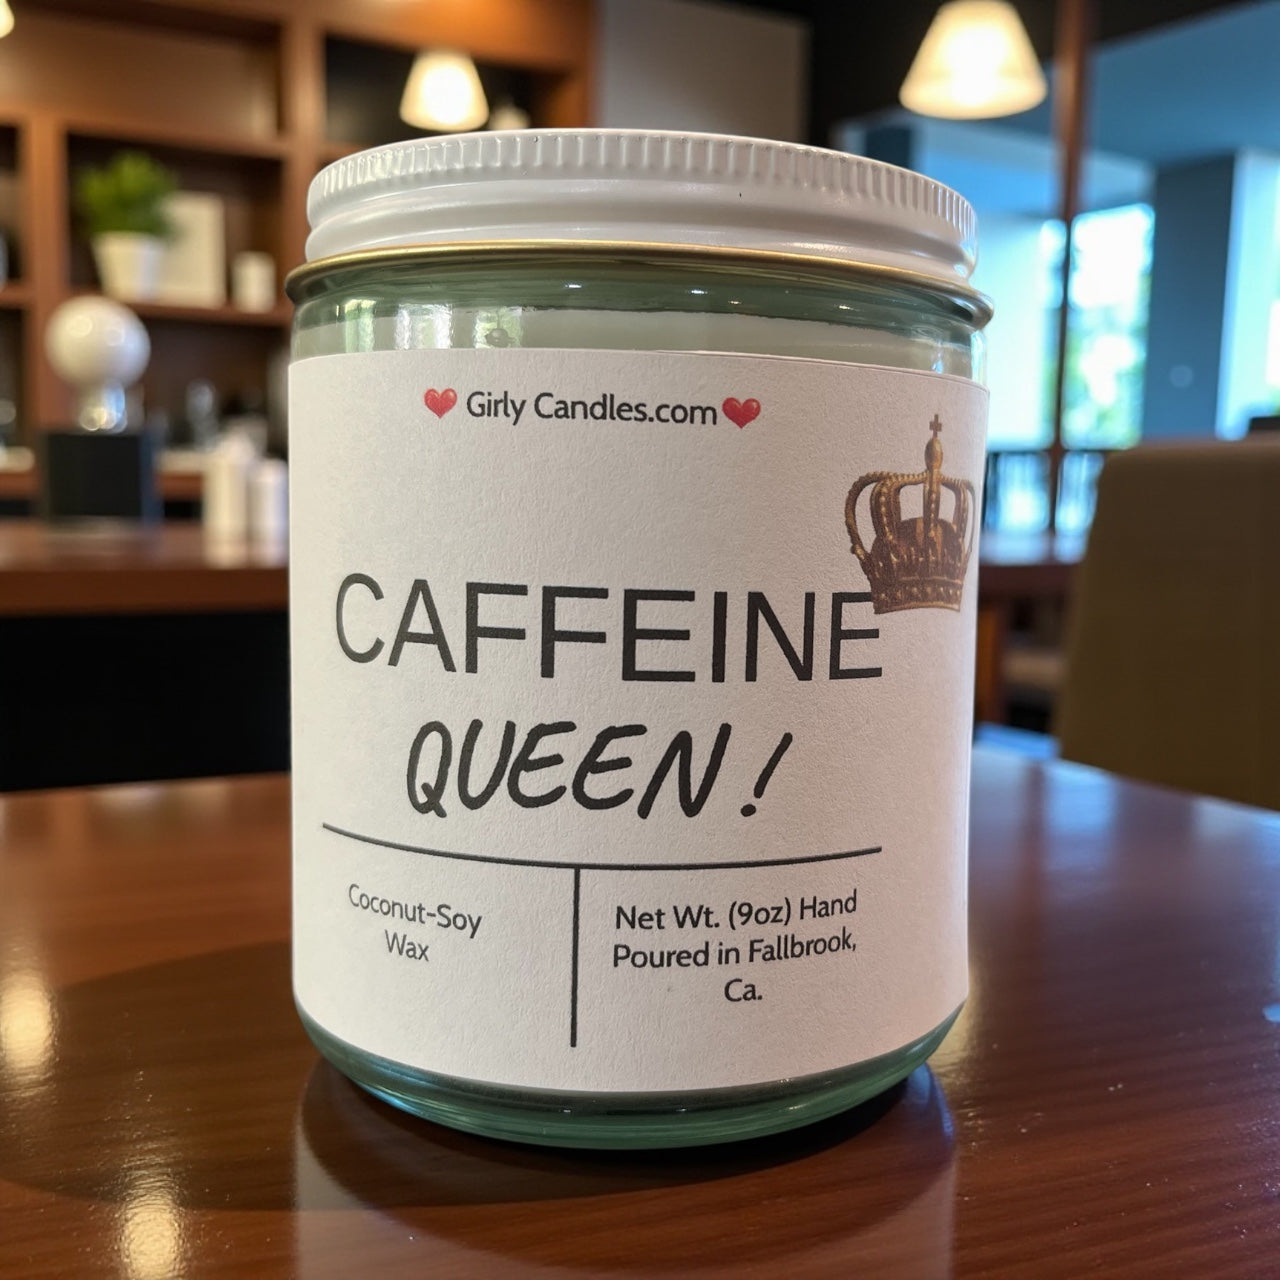 Girly Candles.com
CAFFEINE
QUEEN!
Coconut-Soy
Wax
Net Wt. (9oz) Hand
Poured in Fallbrook,
Ca.